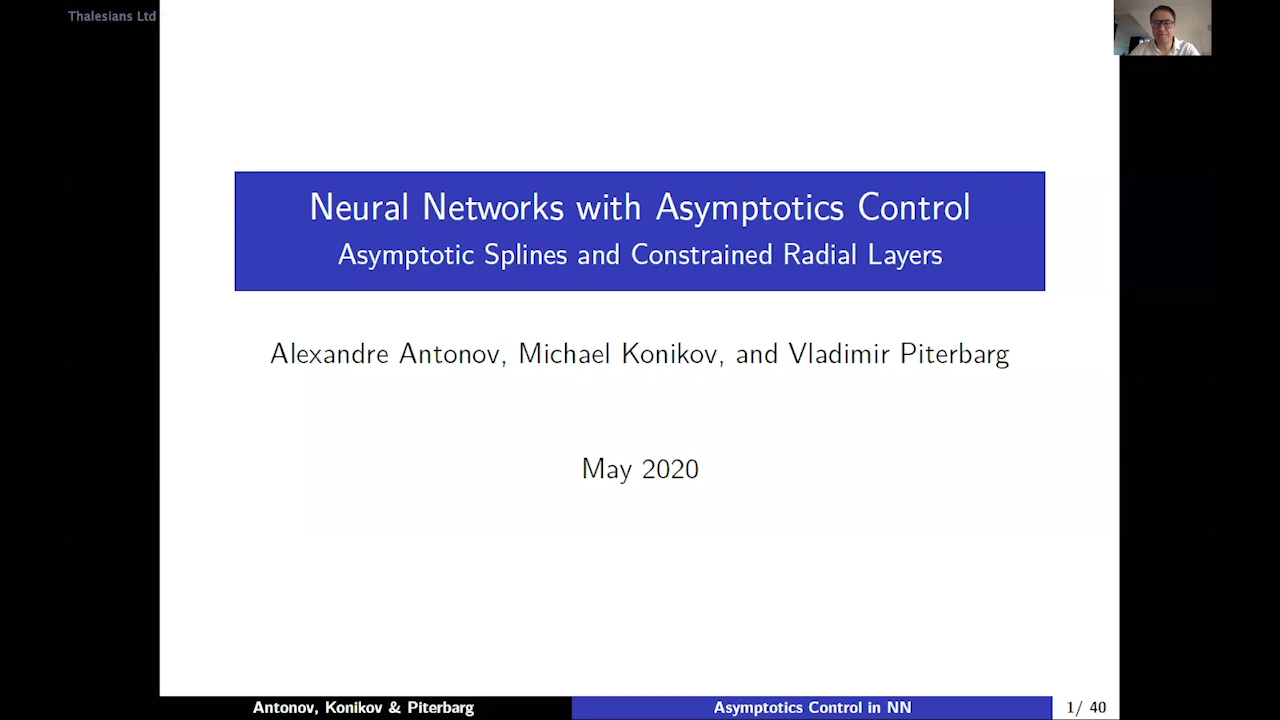 Thalesians Ltd
Neural Networks with Asymptotics Control
Asymptotic Splines and Constrained Radial Layers
Alexandre Antonov, Michael Konikov, and Vladimir Piterbarg
May 2020
Antonov, Konikov & Piterbarg
Asymptotics Control in NN
1/ 40